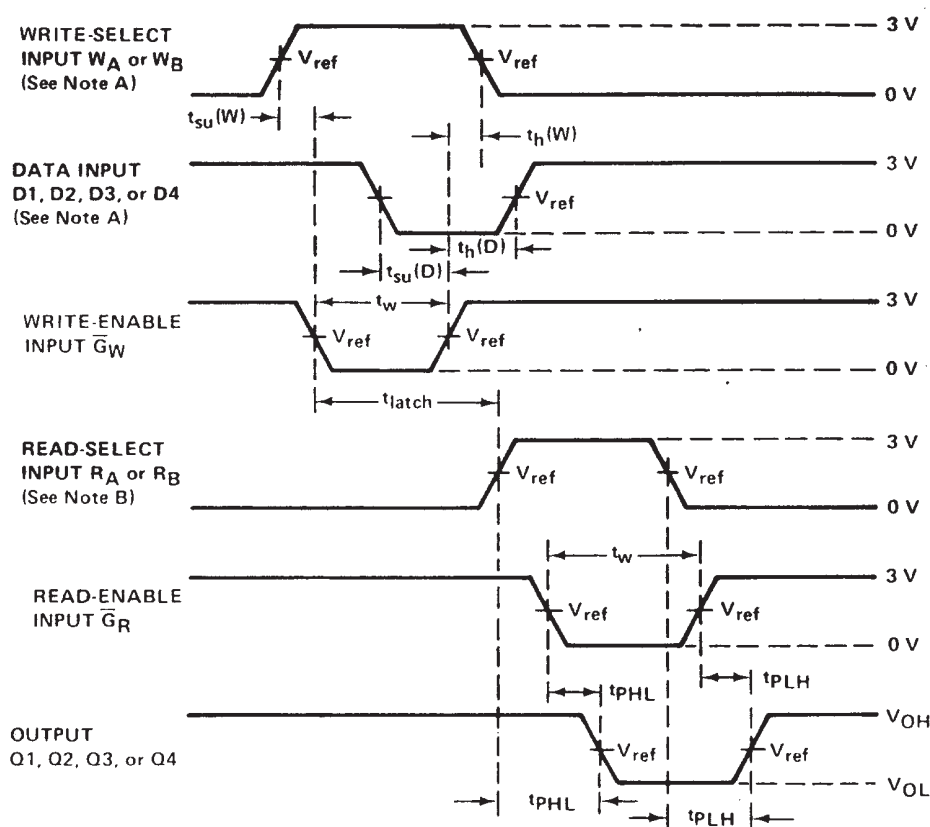 WRITE-SELECT
INPUT WA or WB
(See Note A)
Vref
Vref
3 V
0 V
tsu(W)
th(W)
DATA INPUT
D1, D2, D3, or D4
(See Note A)
Vref
3 V
0 V
th(D)
tsu(D)
WRITE-ENABLE
INPUT G̅W
tw
Vref
Vref
3 V
0 V
tlatch
READ-SELECT
INPUT RA or RB
(See Note B)
Vref
Vref
3 V
0 V
READ-ENABLE
INPUT G̅R
tw
Vref
Vref
3 V
0 V
tPHL
tPLH
OUTPUT
Q1, Q2, Q3, or Q4
Vref
Vref
VOH
VOL
tPHL
tPLH